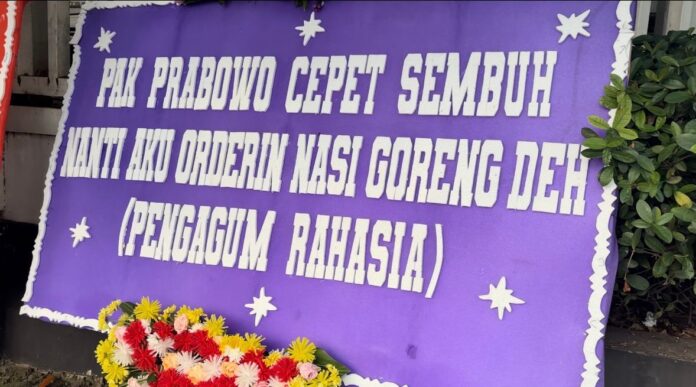 PAK PRABOWO CEPET SEMBUH
NANTI AKU ORDERIN NASI GORENG DEH
(PENGAGUM RAHASIA)